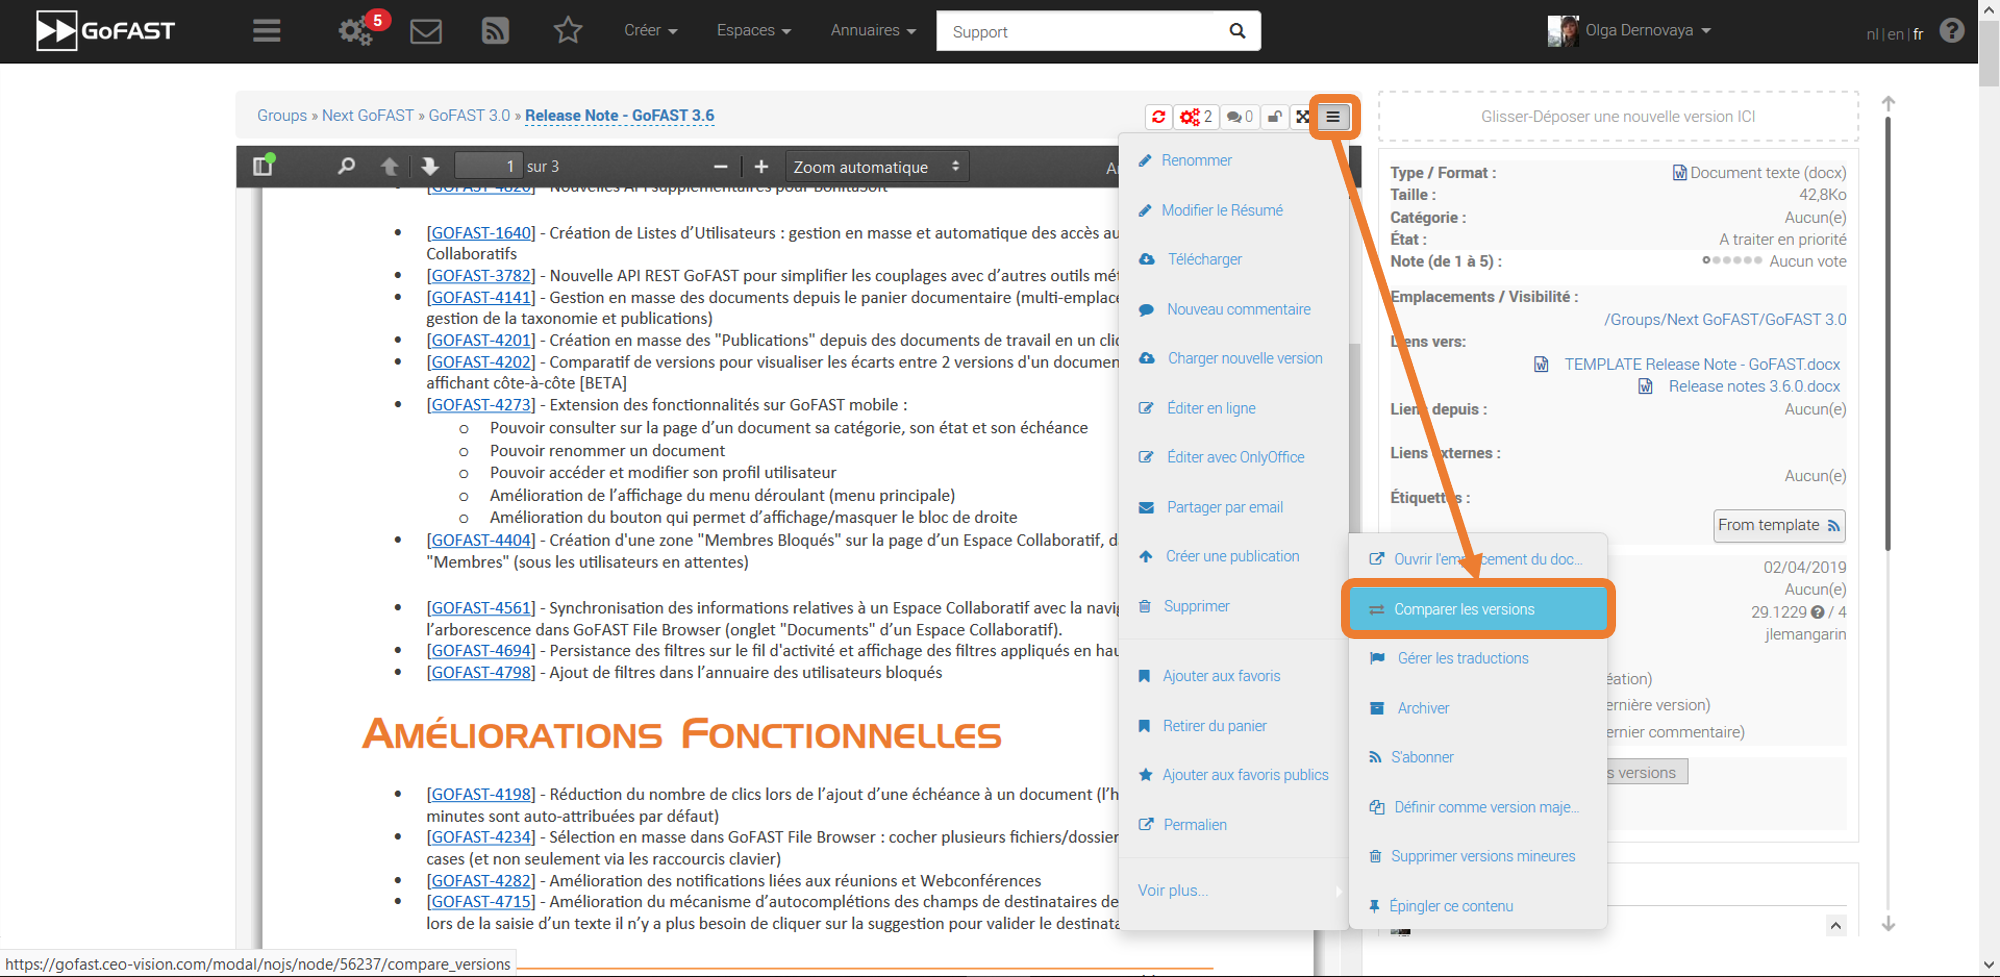 GoFAST
5
Créer
Espaces
Annuaires
Support
Olga Dernovaya
nl|en|fr
Groups » Next GoFAST » GoFAST 3.0 » Release Note - GoFAST 3.6
2
0
Glisser-Déposer une nouvelle version ICI
1 sur 3
Zoom automatique
[GOFAST-4820] - Nouvelles API supplémentaires pour BonitaSoft
[GOFAST-1640] - Création de Listes d’Utilisateurs : gestion en masse et automatique des accès au
Collaboratifs
[GOFAST-3782] - Nouvelle API REST GoFAST pour simplifier les couplages avec d’autres outils mét
[GOFAST-4141] - Gestion en masse des documents depuis le panier documentaire (multi-emplace
gestion de la taxonomie et publications)
[GOFAST-4201] - Création en masse des "Publications" depuis des documents de travail en un clic
[GOFAST-4202] - Comparatif de versions pour visualiser les écarts entre 2 versions d'un documen
affichant côte-à-côte [BETA]
[GOFAST-4273] - Extension des fonctionnalités sur GoFAST mobile :
Pouvoir consulter sur la page d’un document sa catégorie, son état et son échéance
Pouvoir renommer un document
Pouvoir accéder et modifier son profil utilisateur
Amélioration de l’affichage du menu déroulant (menu principale)
Amélioration du bouton qui permet d’affichage/masquer le bloc de droite
[GOFAST-4404] - Création d'une zone "Membres Bloqués" sur la page d’un Espace Collaboratif, d
"Membres" (sous les utilisateurs en attentes)
[GOFAST-4561] - Synchronisation des informations relatives à un Espace Collaboratif avec la navig
l’arborescence dans GoFAST File Browser (onglet "Documents" d’un Espace Collaboratif).
[GOFAST-4694] - Persistance des filtres sur le fil d'activité et affichage des filtres appliqués en hau
[GOFAST-4798] - Ajout de filtres dans l’annuaire des utilisateurs bloqués
Améliorations Fonctionnelles
[GOFAST-4198] - Réduction du nombre de clics lors de l’ajout d’une échéance à un document (l’h
minutes sont auto-attribuées par défaut)
[GOFAST-4234] - Sélection en masse dans GoFAST File Browser : cocher plusieurs fichiers/dossier
cases (et non seulement via les raccourcis clavier)
[GOFAST-4282] - Amélioration des notifications liées aux réunions et Webconférences
[GOFAST-4715] - Amélioration du mécanisme d’autocomplétions des champs de destinataires de
lors de la saisie d’un texte il n’y a plus besoin de cliquer sur la suggestion pour valider le destinata
Renommer
Modifier le Résumé
Télécharger
Nouveau commentaire
Charger nouvelle version
Éditer en ligne
Éditer avec OnlyOffice
Partager par email
Créer une publication
Supprimer
Ajouter aux favoris
Retirer du panier
Ajouter aux favoris publics
Permalien
Voir plus...
Ouvrir l'emplacement du doc...
Comparer les versions
Gérer les traductions
Archiver
S'abonner
Définir comme version maje...
Supprimer versions mineures
Épingler ce contenu
Type / Format :
Document texte (docx)
Taille :
42,8Ko
Catégorie :
Aucun(e)
État :
A traiter en priorité
Note (de 1 à 5) :
Aucun vote
Emplacements / Visibilité :
/Groups/Next GoFAST/GoFAST 3.0
Liens vers:
TEMPLATE Release Note - GoFAST.docx
Release notes 3.6.0.docx
Liens depuis :
Aucun(e)
Liens externes :
Aucun(e)
Étiquettes :
From template
02/04/2019
Aucun(e)
29.1229 / 4
jlemangarin
éation)
ernière version)
ernier commentaire)
s versions
https://gofast.ceo-vision.com/modal/nojs/node/56237/compare_versions